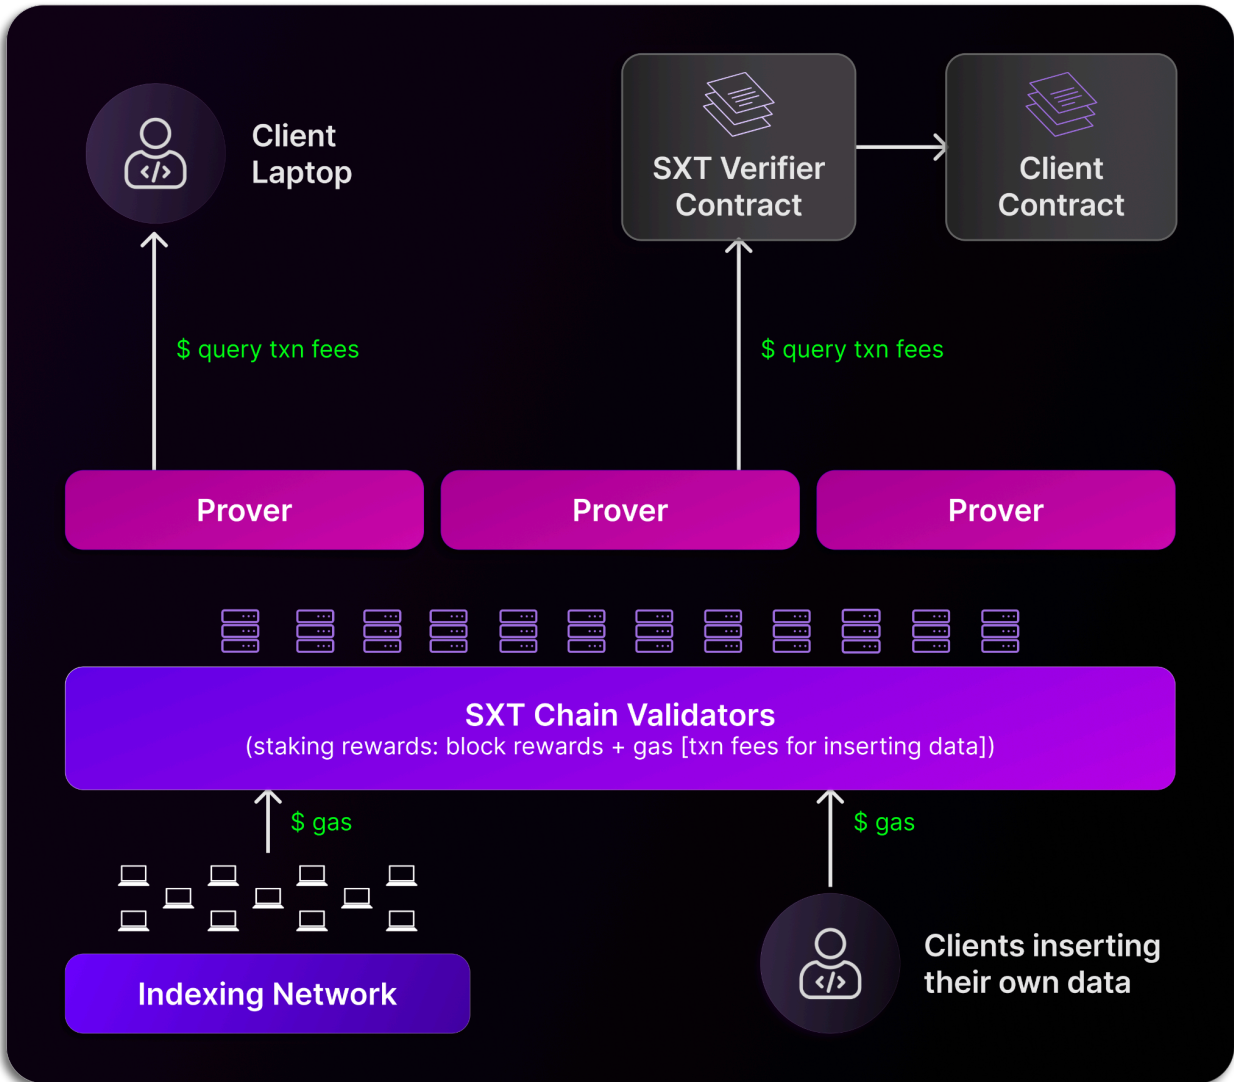 Client
Laptop
SXT Verifier
Contract
Client
Contract
$ query txn fees
$ query txn fees
Prover
Prover
Prover
SXT Chain Validators
(staking rewards: block rewards + gas [txn fees for inserting data])
$ gas
$ gas
</>
</>
Clients inserting
their own data
Indexing Network